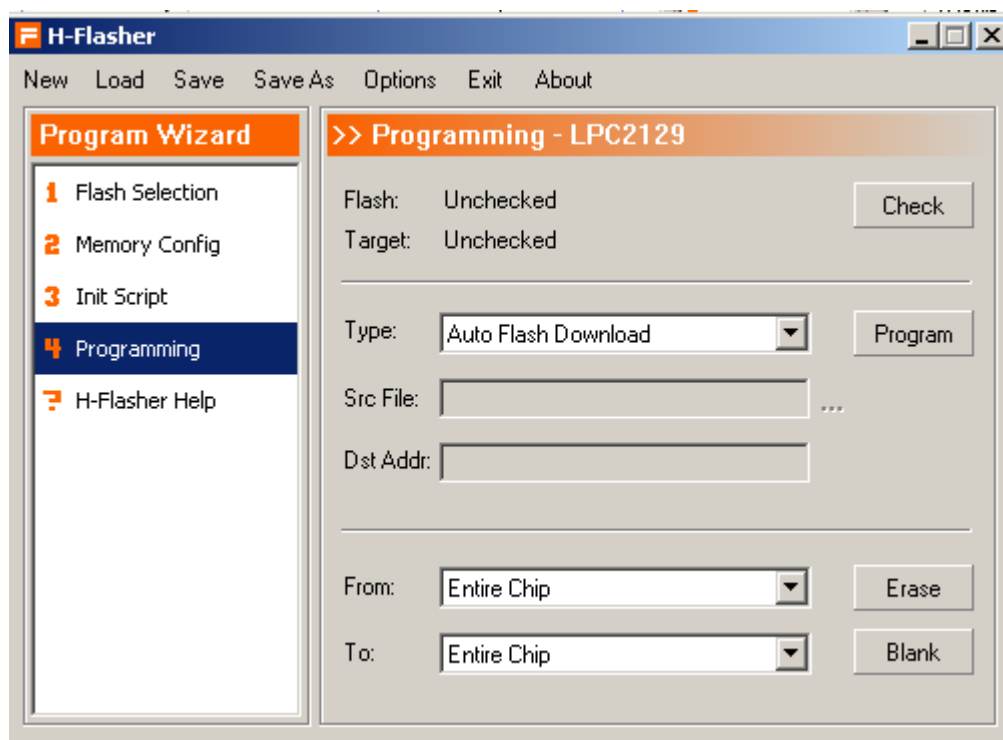 H-Flasher
New Load Save Save As Options Exit About
Program Wizard
1 Flash Selection
2 Memory Config
3 Init Script
4 Programming
? H-Flasher Help
>> Programming - LPC2129
Flash: Unchecked
Check
Target: Unchecked
Type: Auto Flash Download
Program
Src File:
...
Dst Addr:
From: Entire Chip
Erase
To: Entire Chip
Blank